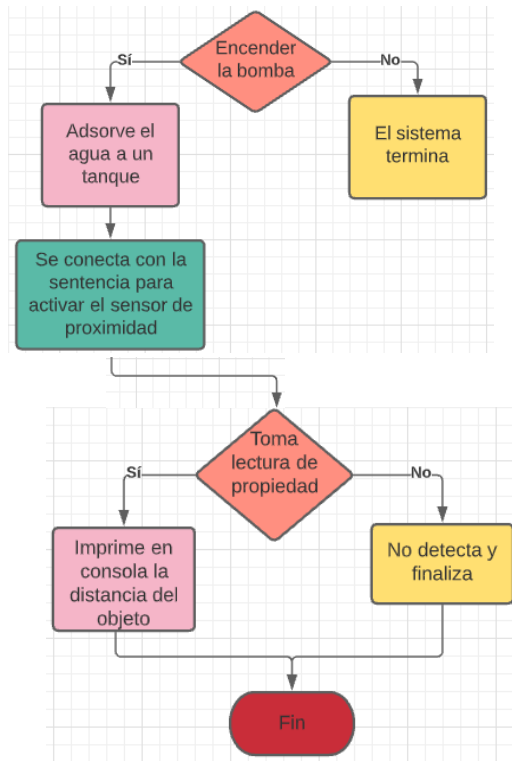 Encender
la bomba
Sí
No
Adsorve el
agua a un
tanque
El sistema
termina
Se conecta con la
sentencia para
activar el sensor de
proximidad
Toma
lectura de
propiedad
Sí
No
Imprime en
consola la
distancia del
objeto
No detecta y
finaliza
Fin